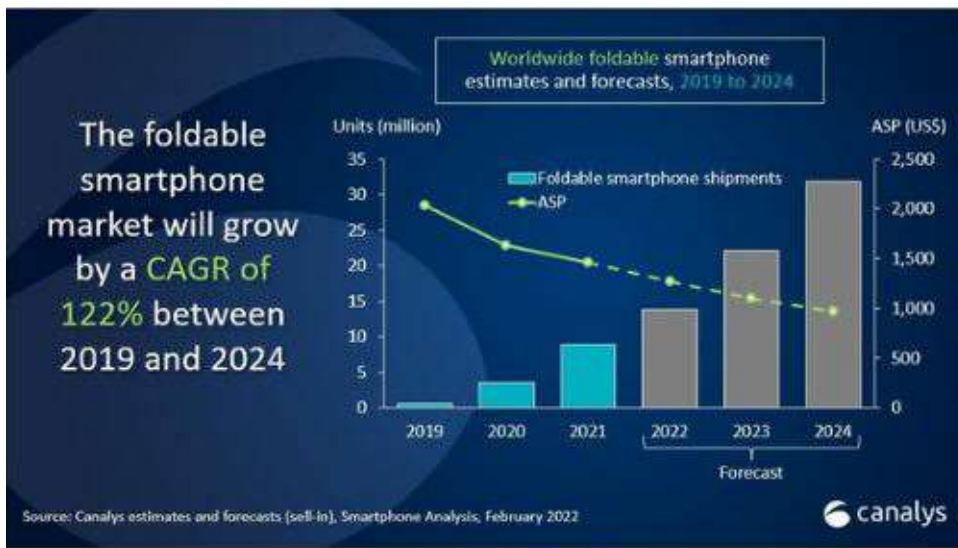 Worldwide foldable smartphone
estimates and forecasts, 2019 to 2024
The foldable
smartphone
market will grow
by a CAGR of
122% between
2019 and 2024
Units (million)
ASP (US$)
35
30
25
20
15
10
5
0
Foldable smartphone shipments
ASP
2,500
2,000
1,500
1,000
500
0
2019 2020 2021 2022 2023 2024
Forecast
Source: Canalys estimates and forecasts (sell-in), Smartphone Analysis, February 2022
canalys